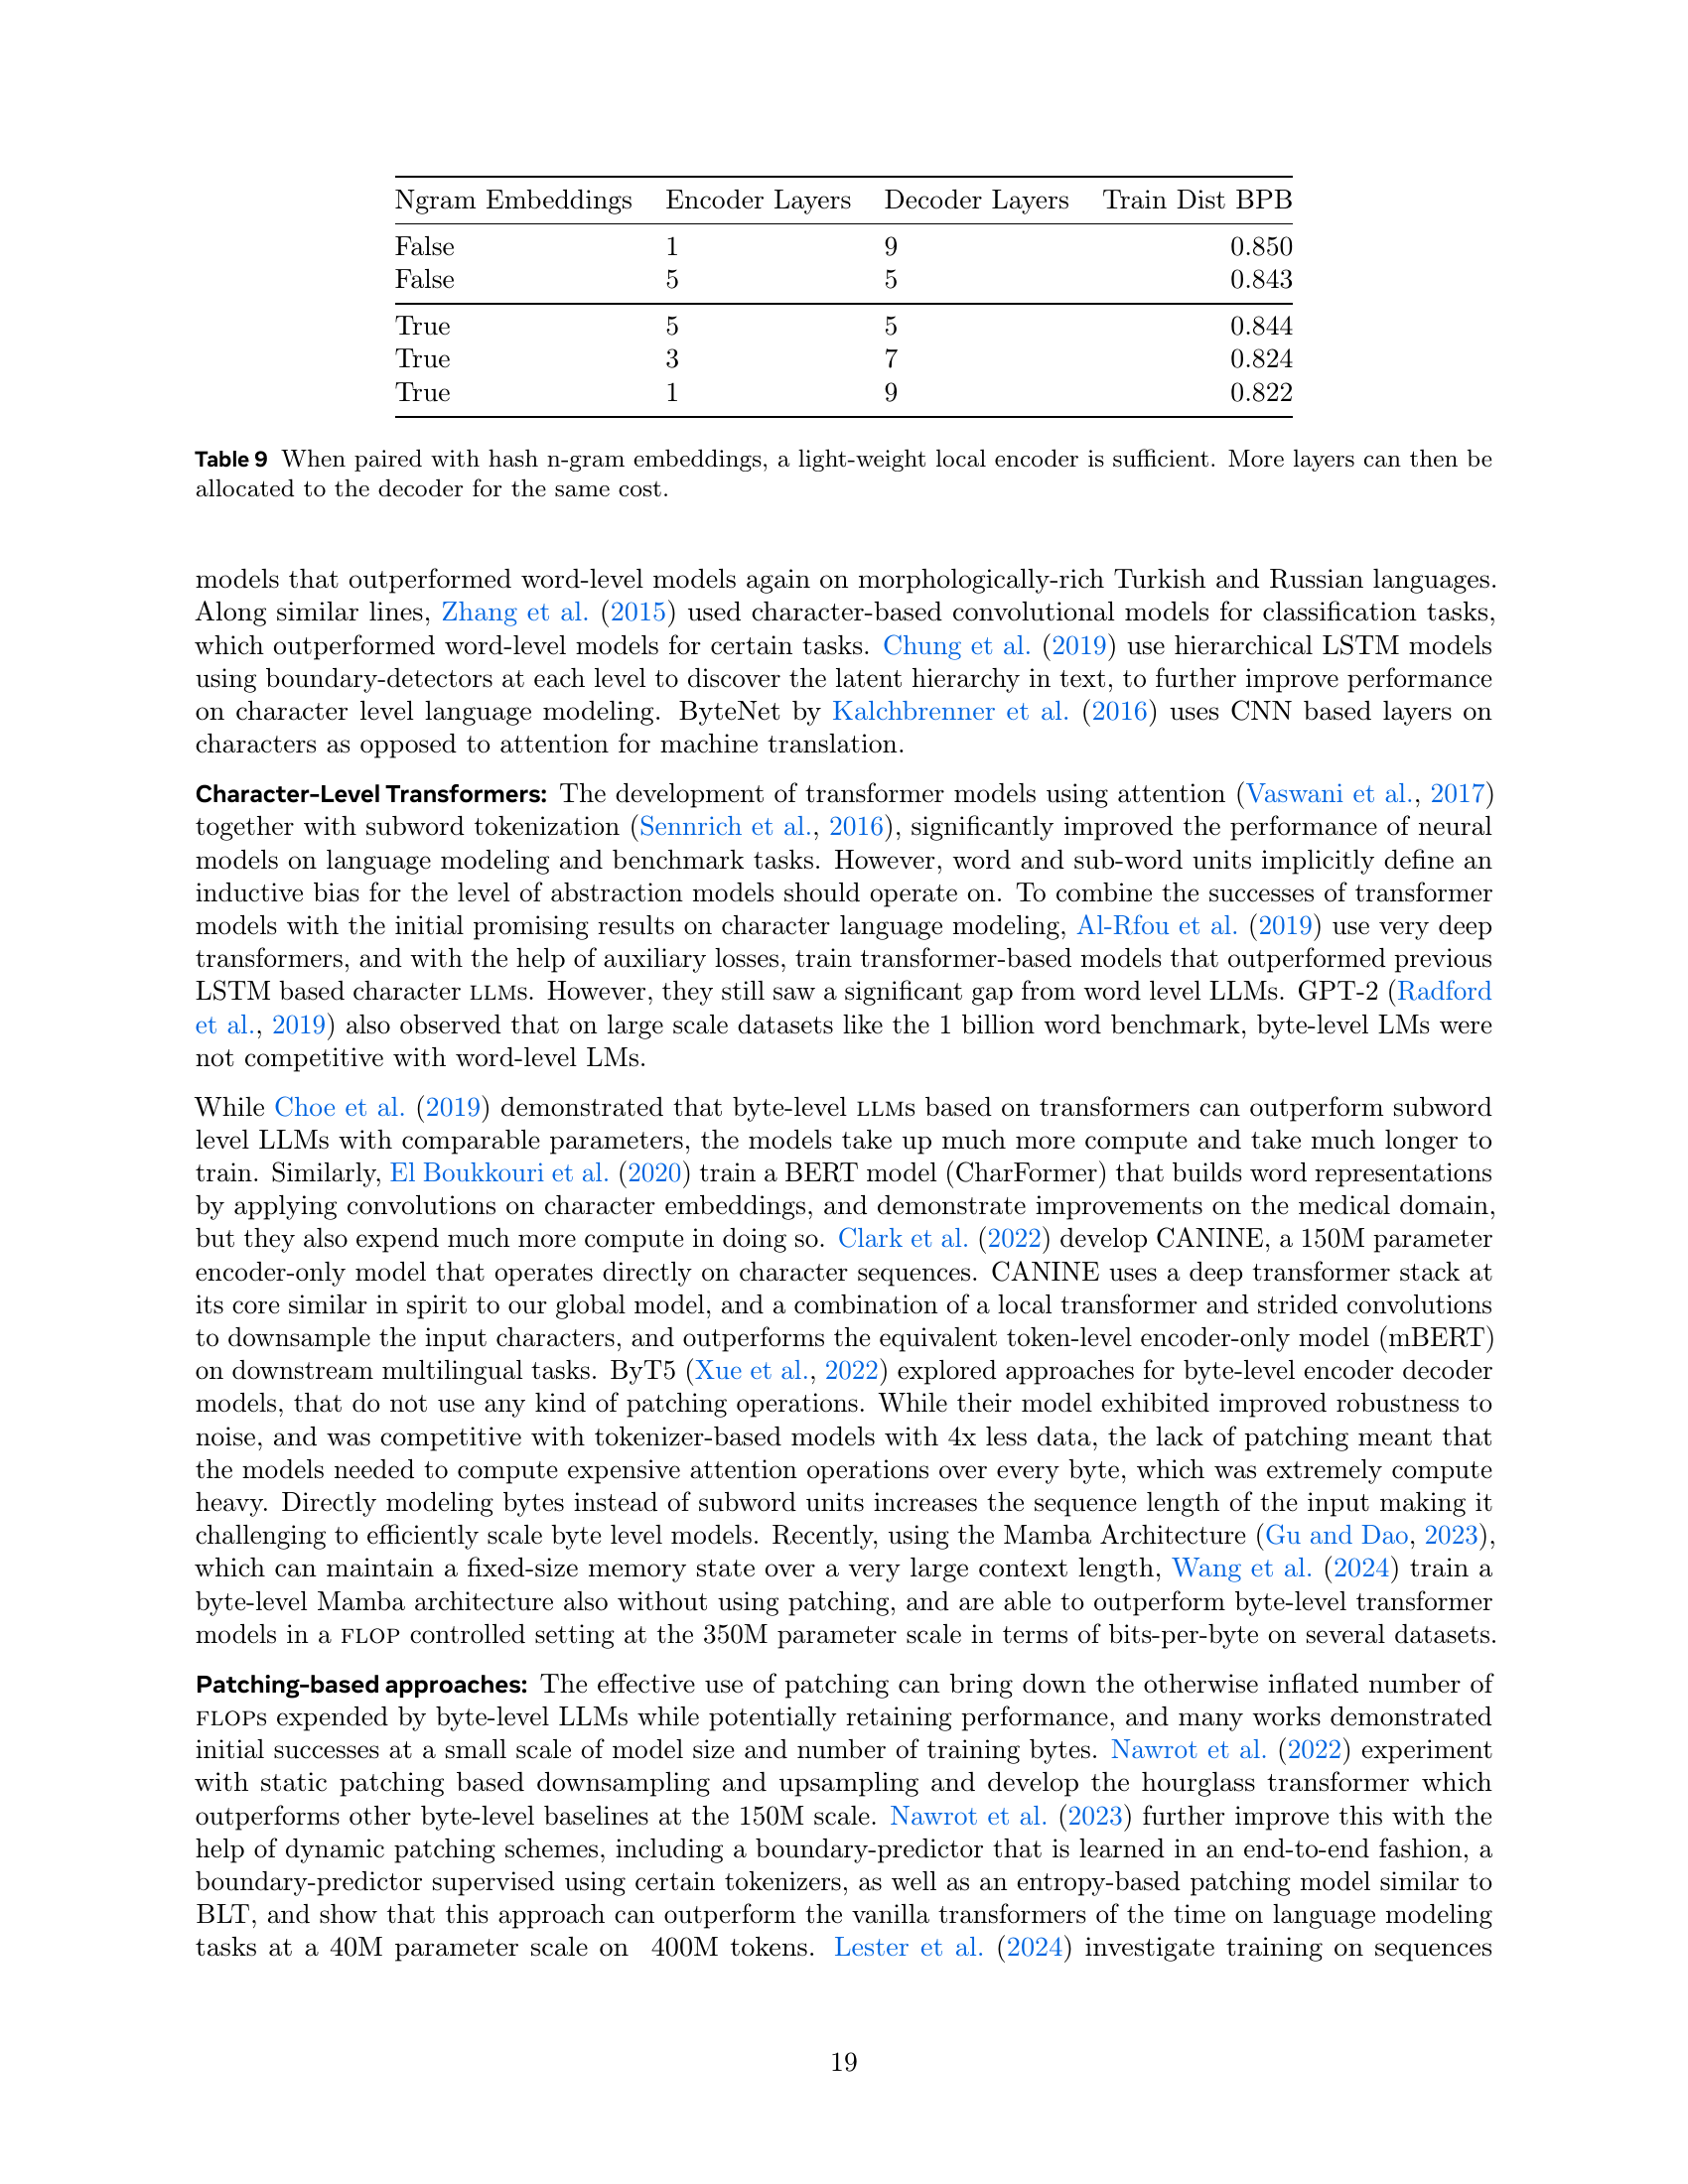 Ngram Embeddings Encoder Layers Decoder Layers Train Dist BPB
False 1 9 0.850
False 5 5 0.843
True 5 5 0.844
True 3 7 0.824
True 1 9 0.822
Table 9 When paired with hash n-gram embeddings, a light-weight local encoder is sufficient. More layers can then be
allocated to the decoder for the same cost.
models that outperformed word-level models again on morphologically-rich Turkish and Russian languages.
Along similar lines, Zhang et al. (2015) used character-based convolutional models for classification tasks,
which outperformed word-level models for certain tasks. Chung et al. (2019) use hierarchical LSTM models
using boundary-detectors at each level to discover the latent hierarchy in text, to further improve performance
on character level language modeling. ByteNet by Kalchbrenner et al. (2016) uses CNN based layers on
characters as opposed to attention for machine translation.
Character-Level Transformers: The development of transformer models using attention (Vaswani et al., 2017)
together with subword tokenization (Sennrich et al., 2016), significantly improved the performance of neural
models on language modeling and benchmark tasks. However, word and sub-word units implicitly define an
inductive bias for the level of abstraction models should operate on. To combine the successes of transformer
models with the initial promising results on character language modeling, Al-Rfou et al. (2019) use very deep
transformers, and with the help of auxiliary losses, train transformer-based models that outperformed previous
LSTM based character LLMs. However, they still saw a significant gap from word level LLMs. GPT-2 (Radford
et al., 2019) also observed that on large scale datasets like the 1 billion word benchmark, byte-level LMs were
not competitive with word-level LMs.
While Choe et al. (2019) demonstrated that byte-level LLMs based on transformers can outperform subword
level LLMs with comparable parameters, the models take up much more compute and take much longer to
train. Similarly, El Boukkouri et al. (2020) train a BERT model (CharFormer) that builds word representations
by applying convolutions on character embeddings, and demonstrate improvements on the medical domain,
but they also expend much more compute in doing so. Clark et al. (2022) develop CANINE, a 150M parameter
encoder-only model that operates directly on character sequences. CANINE uses a deep transformer stack at
its core similar in spirit to our global model, and a combination of a local transformer and strided convolutions
to downsample the input characters, and outperforms the equivalent token-level encoder-only model (mBERT)
on downstream multilingual tasks. ByT5 (Xue et al., 2022) explored approaches for byte-level encoder decoder
models, that do not use any kind of patching operations. While their model exhibited improved robustness to
noise, and was competitive with tokenizer-based models with 4x less data, the lack of patching meant that
the models needed to compute expensive attention operations over every byte, which was extremely compute
heavy. Directly modeling bytes instead of subword units increases the sequence length of the input making it
challenging to efficiently scale byte level models. Recently, using the Mamba Architecture (Gu and Dao, 2023),
which can maintain a fixed-size memory state over a very large context length, Wang et al. (2024) train a
byte-level Mamba architecture also without using patching, and are able to outperform byte-level transformer
models in a FLOP controlled setting at the 350M parameter scale in terms of bits-per-byte on several datasets.
Patching-based approaches: The effective use of patching can bring down the otherwise inflated number of
FLOPs expended by byte-level LLMs while potentially retaining performance, and many works demonstrated
initial successes at a small scale of model size and number of training bytes. Nawrot et al. (2022) experiment
with static patching based downsampling and upsampling and develop the hourglass transformer which
outperforms other byte-level baselines at the 150M scale. Nawrot et al. (2023) further improve this with the
help of dynamic patching schemes, including a boundary-predictor that is learned in an end-to-end fashion, a
boundary-predictor supervised using certain tokenizers, as well as an entropy-based patching model similar to
BLT, and show that this approach can outperform the vanilla transformers of the time on language modeling
tasks at a 40M parameter scale on 400M tokens. Lester et al. (2024) investigate training on sequences
19